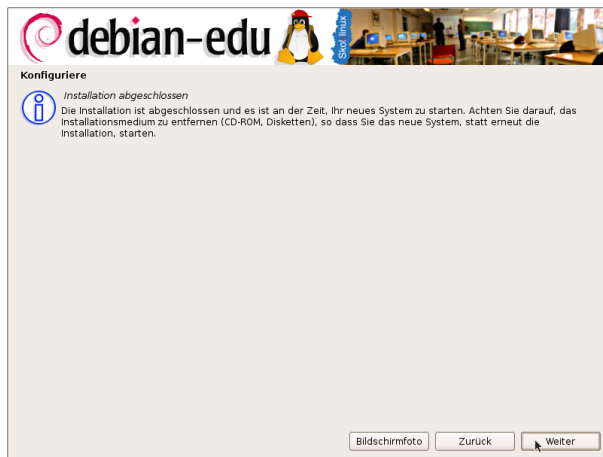 debian-edu
Skolelinux
Konfiguriere
Installation abgeschlossen
Die Installation ist abgeschlossen und es ist an der Zeit, Ihr neues System zu starten. Achten Sie darauf, das
Installationsmedium zu entfernen (CD-ROM, Disketten), so dass Sie das neue System, statt erneut die
Installation, starten.
Bildschirmfoto
Zurück
Weiter